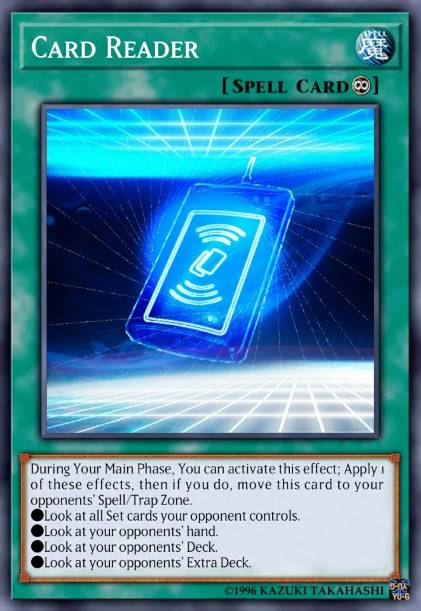 Card Reader
[Spell Card♾]
During Your Main Phase, You can activate this effect; Apply 1
of these effects, then if you do, move this card to your
opponents' Spell/Trap Zone.
●Look at all Set cards your opponent controls.
●Look at your opponents' hand.
●Look at your opponents' Deck.
●Look at your opponents' Extra Deck.
©1996 KAZUKI TAKAHASHI